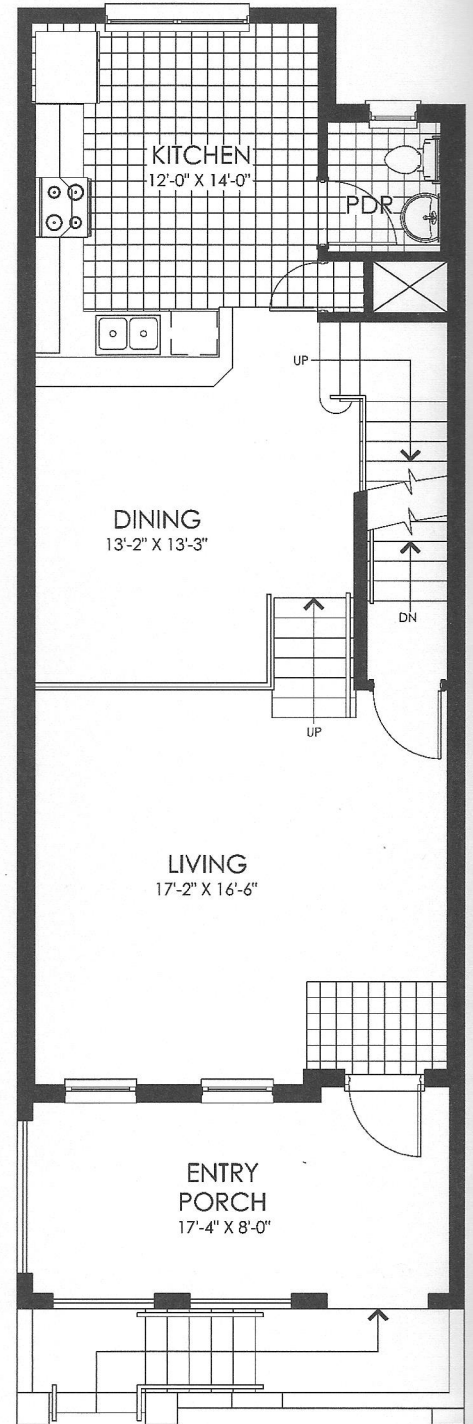 KITCHEN
12'-0" X 14'-0"
PDR
UP
DINING
13'-2" X 13'-3"
DN
UP
LIVING
17'-2" X 16'-6"
ENTRY
PORCH
17'-4" X 8'-0"